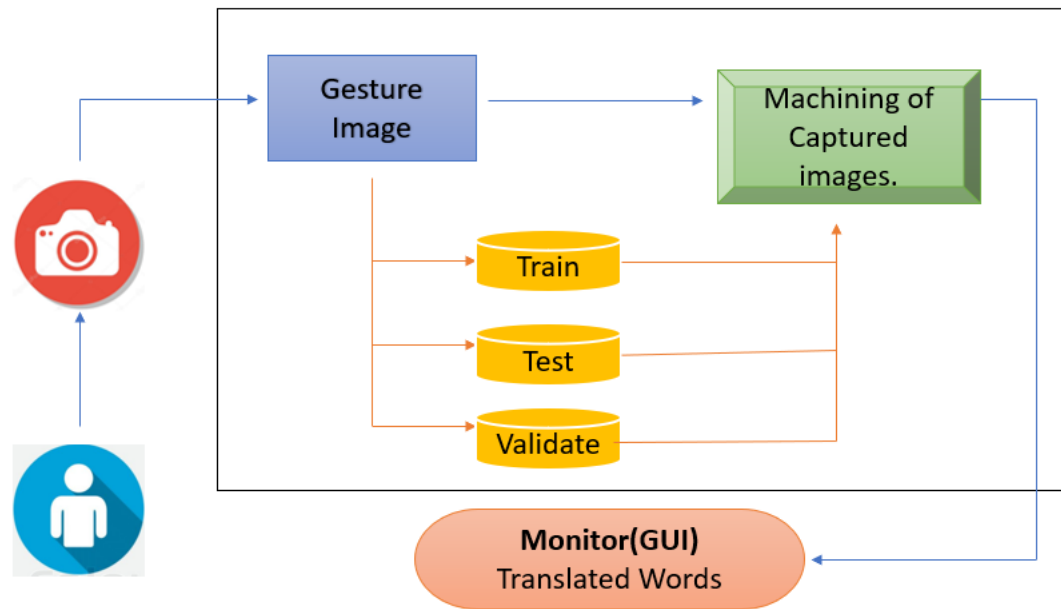 Gesture
Image
Machining of
Captured
images.
Train
Test
Validate
Monitor(GUI)
Translated Words